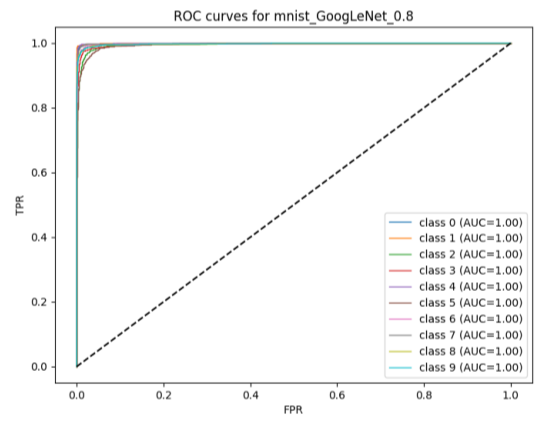 ROC curves for mnist_GoogLeNet_0.8
TPR
1.0
0.8
0.6
0.4
0.2
0.0
class 0 (AUC=1.00)
class 1 (AUC=1.00)
class 2 (AUC=1.00)
class 3 (AUC=1.00)
class 4 (AUC=1.00)
class 5 (AUC=1.00)
class 6 (AUC=1.00)
class 7 (AUC=1.00)
class 8 (AUC=1.00)
class 9 (AUC=1.00)
0.0 0.2 0.4 0.6 0.8 1.0
FPR